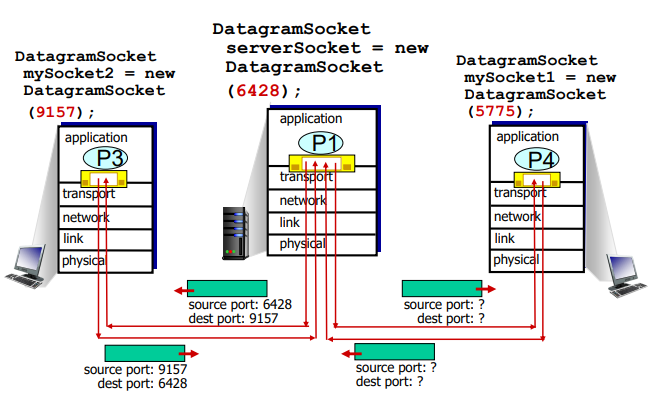 DatagramSocket
mySocket2 = new
DatagramSocket
(9157);
DatagramSocket
serverSocket = new
DatagramSocket
(6428);
DatagramSocket
mySocket1 = new
DatagramSocket
(5775);
application
P3
transport
network
link
physical
application
P1
transport
network
link
physical
application
P4
transport
network
link
physical
source port: 6428
dest port: 9157
source port: ?
dest port: ?
source port: 9157
dest port: 6428
source port: ?
dest port: ?